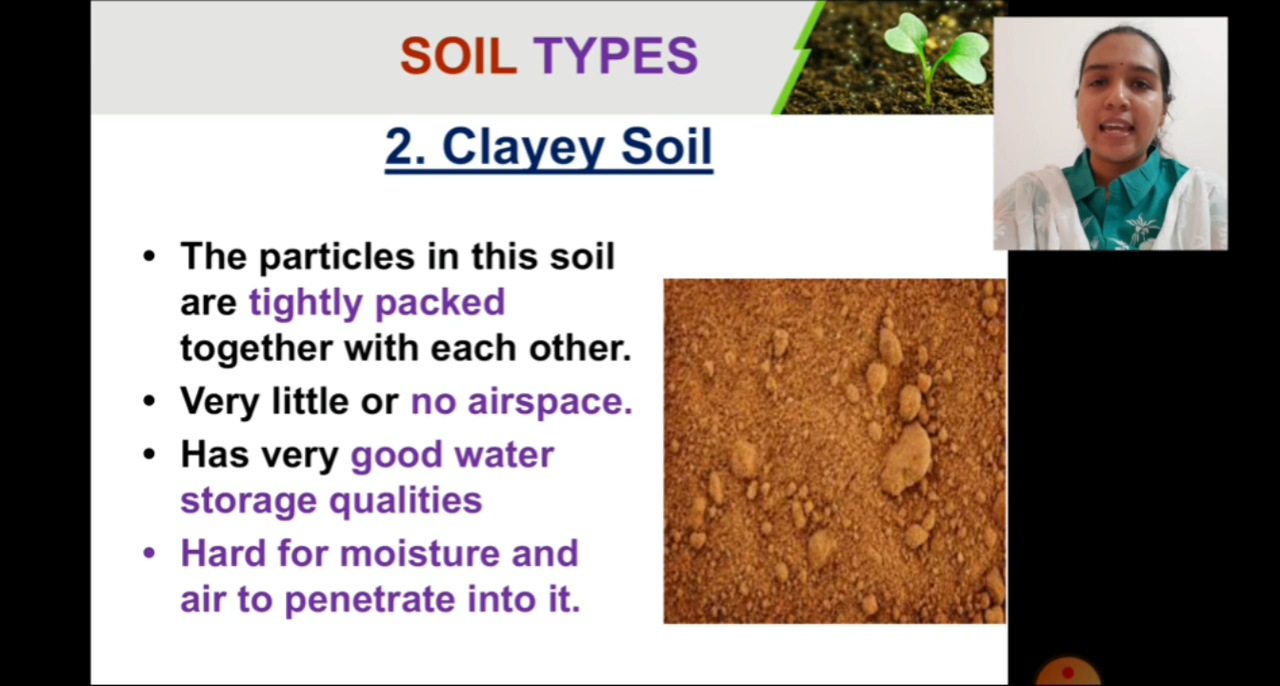 SOIL TYPES
2. Clayey Soil
• The particles in this soil
are tightly packed
together with each other.
• Very little or no airspace.
• Has very good water
storage qualities
• Hard for moisture and
air to penetrate into it.